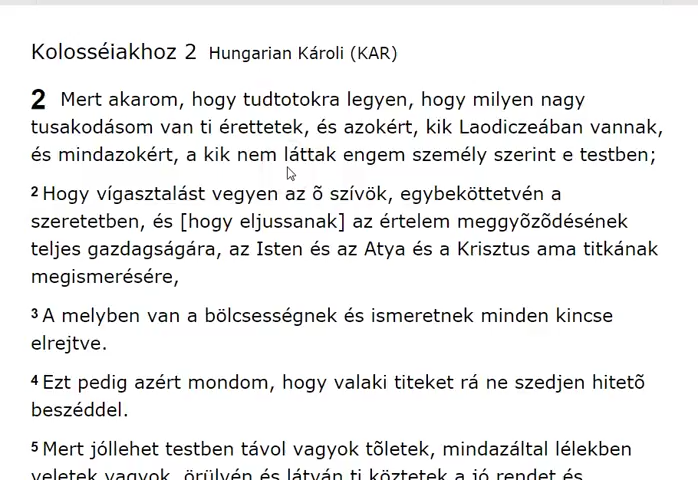 Kolosséiakhoz 2 Hungarian Károli (KAR)
2 Mert akarom, hogy tudtotokra legyen, hogy milyen nagy
tusakodásom van ti érettetek, és azokért, kik Laodiczeában vannak,
és mindazokért, a kik nem láttak engem személy szerint e testben;
2 Hogy vígasztalást vegyen az õ szívök, egybeköttetvén a
szeretetben, és [hogy eljussanak] az értelem meggyõzõdésének
teljes gazdagságára, az Isten és az Atya és a Krisztus ama titkának
megismerésére,
3 A melyben van a bölcsességnek és ismeretnek minden kincse
elrejtve.
4 Ezt pedig azért mondom, hogy valaki titeket rá ne szedjen hitetõ
beszéddel.
5 Mert jóllehet testben távol vagyok tõletek, mindazáltal lélekben
veletek vagyok, örülvén és látván ti köztetek a jó rendet és